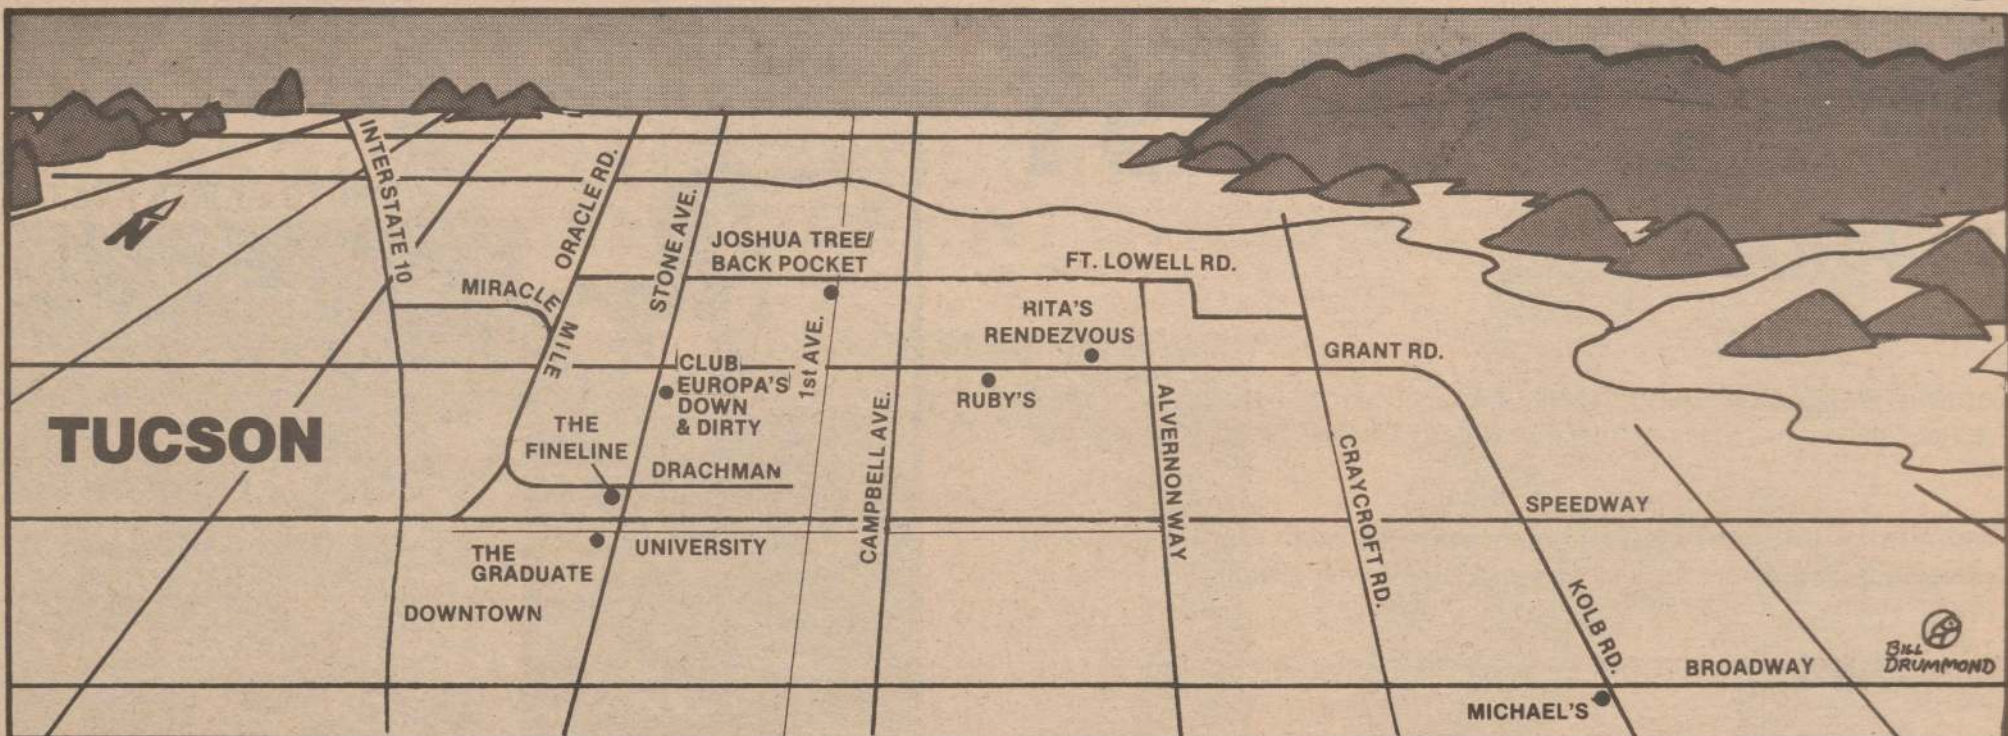 INTERSTATE 10
ORACLE RD.
STONE AVE.
JOSHUA TREE/
BACK POCKET
FT. LOWELL RD.
MIRACLE MILE
RITA'S
RENDEZVOUS
1st AVE.
GRANT RD.
CLUB
EUROPA'S
DOWN
& DIRTY
RUBY'S
TUCSON
THE
FINELINE
DRACHMAN
CAMPBELL AVE.
ALVERNON WAY
CRAYCROFT RD.
SPEEDWAY
THE
GRADUATE
UNIVERSITY
DOWNTOWN
KOLB RD.
BROADWAY
BILL
DRUMMOND
MICHAEL'S